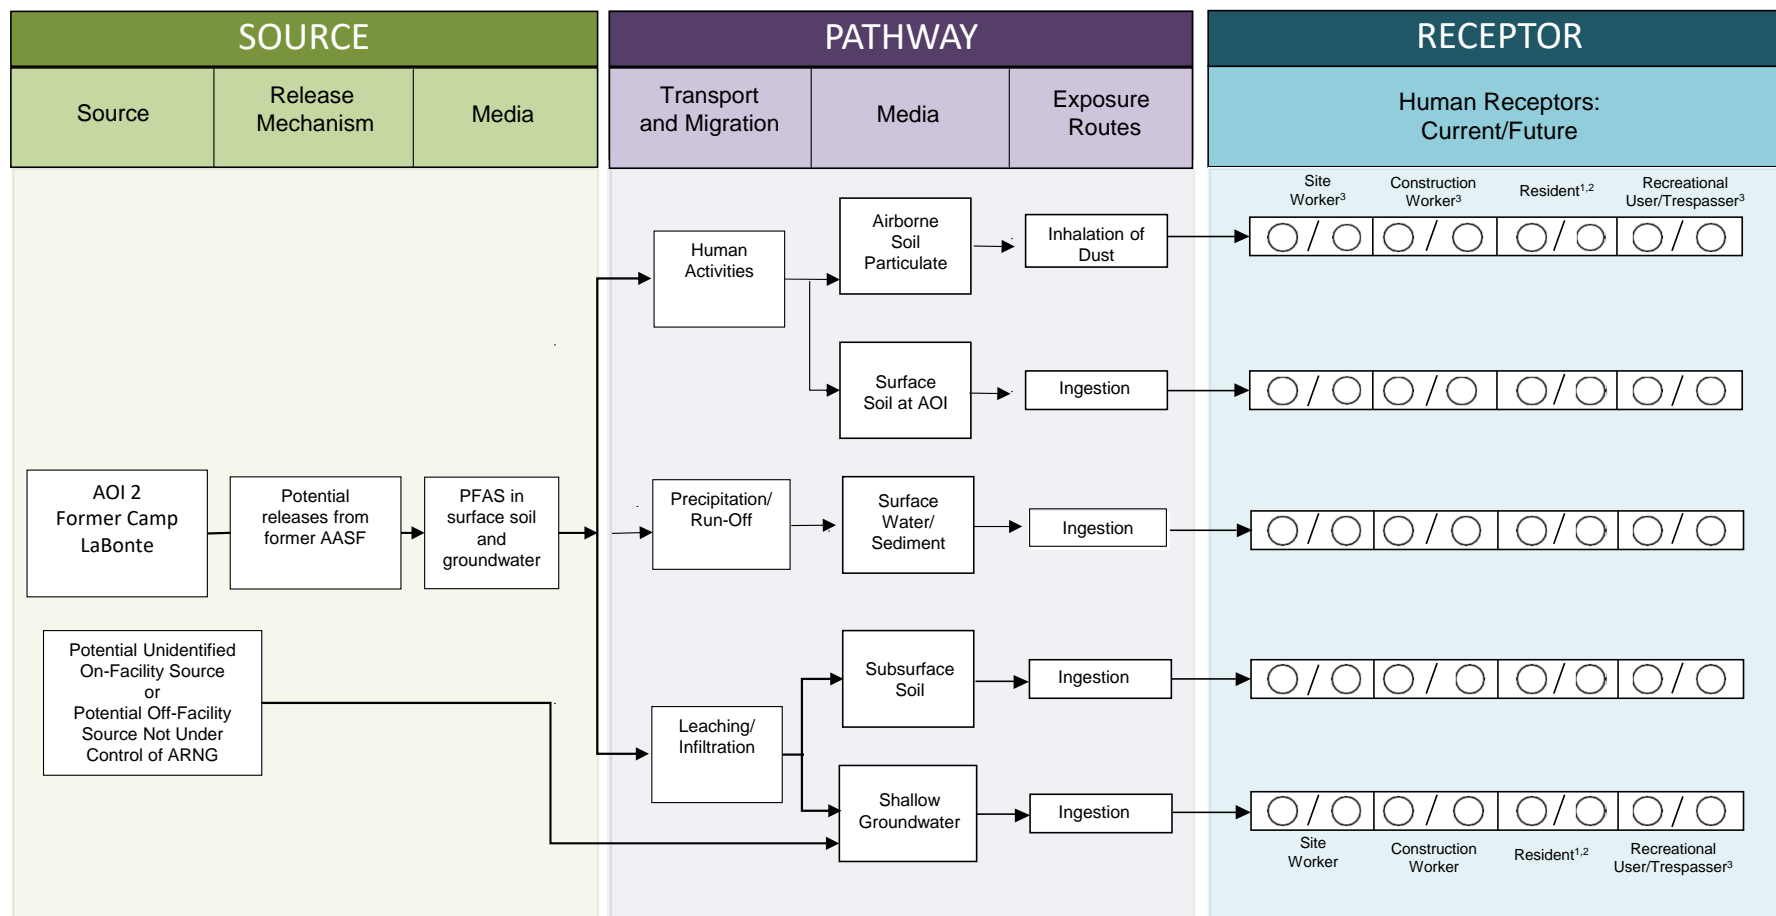 SOURCE
PATHWAY
RECEPTOR
Source
Release
Mechanism
Media
Transport
and Migration
Media
Exposure
Routes
Human Receptors:
Current/Future
Site
Worker³
Construction
Worker³
Resident¹,²
Recreational
User/Trespasser³
Human
Activities
Airborne
Soil
Particulate
Inhalation of
Dust
/ / / /
Surface
Soil at AOI
Ingestion
/ / / /
AOI 2
Former Camp
LaBonte
Potential
releases from
former AASF
PFAS in
surface soil
and
groundwater
Precipitation/
Run-Off
Surface
Water/
Sediment
Ingestion
/ / / /
Potential Unidentified
On-Facility Source
or
Potential Off-Facility
Source Not Under
Control of ARNG
Leaching/
Infiltration
Subsurface
Soil
Ingestion
/ / / /
Shallow
Groundwater
Ingestion
/ / / /
Site
Worker
Construction
Worker
Resident¹,²
Recreational
User/Trespasser³